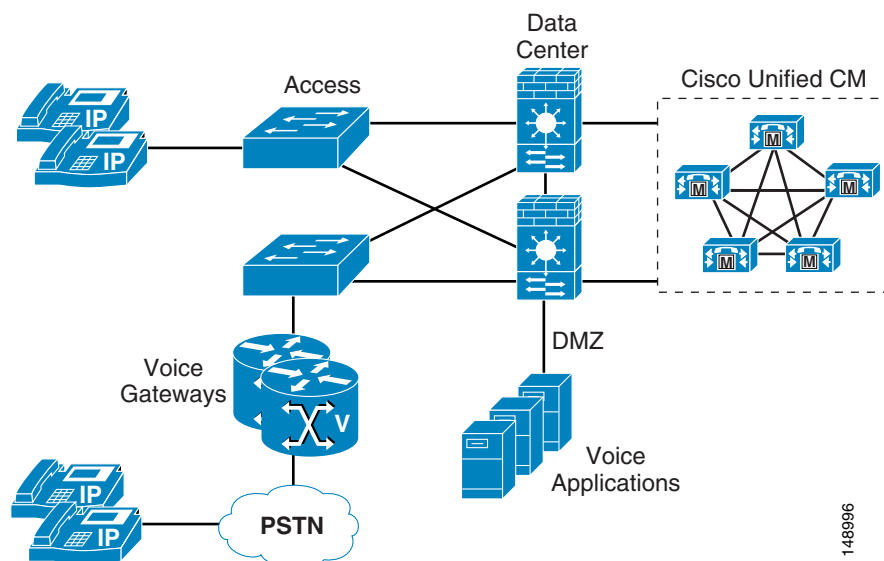 Data
Center
Access
Cisco Unified CM
IP
IP
M
M
M
M
M
DMZ
Voice
Gateways
V
Voice
Applications
IP
IP
PSTN
148996